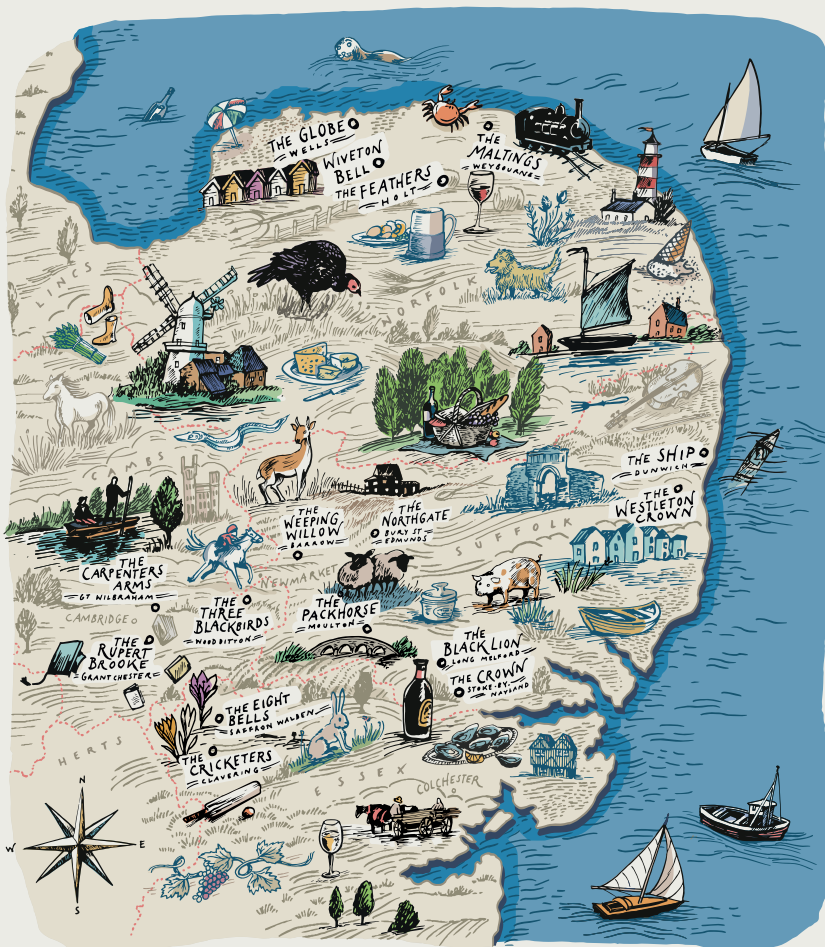 THE GLOBE
WELLS
WIVETON
BELL
THE FEATHERS
HOLT
THE
MALTINGS
WEYBOURNE
LINCS
NORFOLK
CAMBS
THE SHIP
DUNWICH
THE
WESTLETON
CROWN
THE
WEEPING
WILLOW
BARROW
THE
NORTHGATE
BURY ST
EDMUNDS
SUFFOLK
THE
CARPENTERS
ARMS
GT WILBRAHAM
NEWMARKET
CAMBRIDGE
THE
THREE
BLACKBIRDS
WOODDITTON
THE
PACKHORSE
MOULTON
THE
RUPERT
BROOKE
GRANTCHESTER
THE
BLACK LION
LONG MELFORD
THE CROWN
STOKE-BY-
NAYLAND
THE EIGHT
BELLS
SAFFRON WALDEN
THE
CRICKETERS
CLAVERING
HERTS
ESSEX
COLCHESTER
N
W
E
S